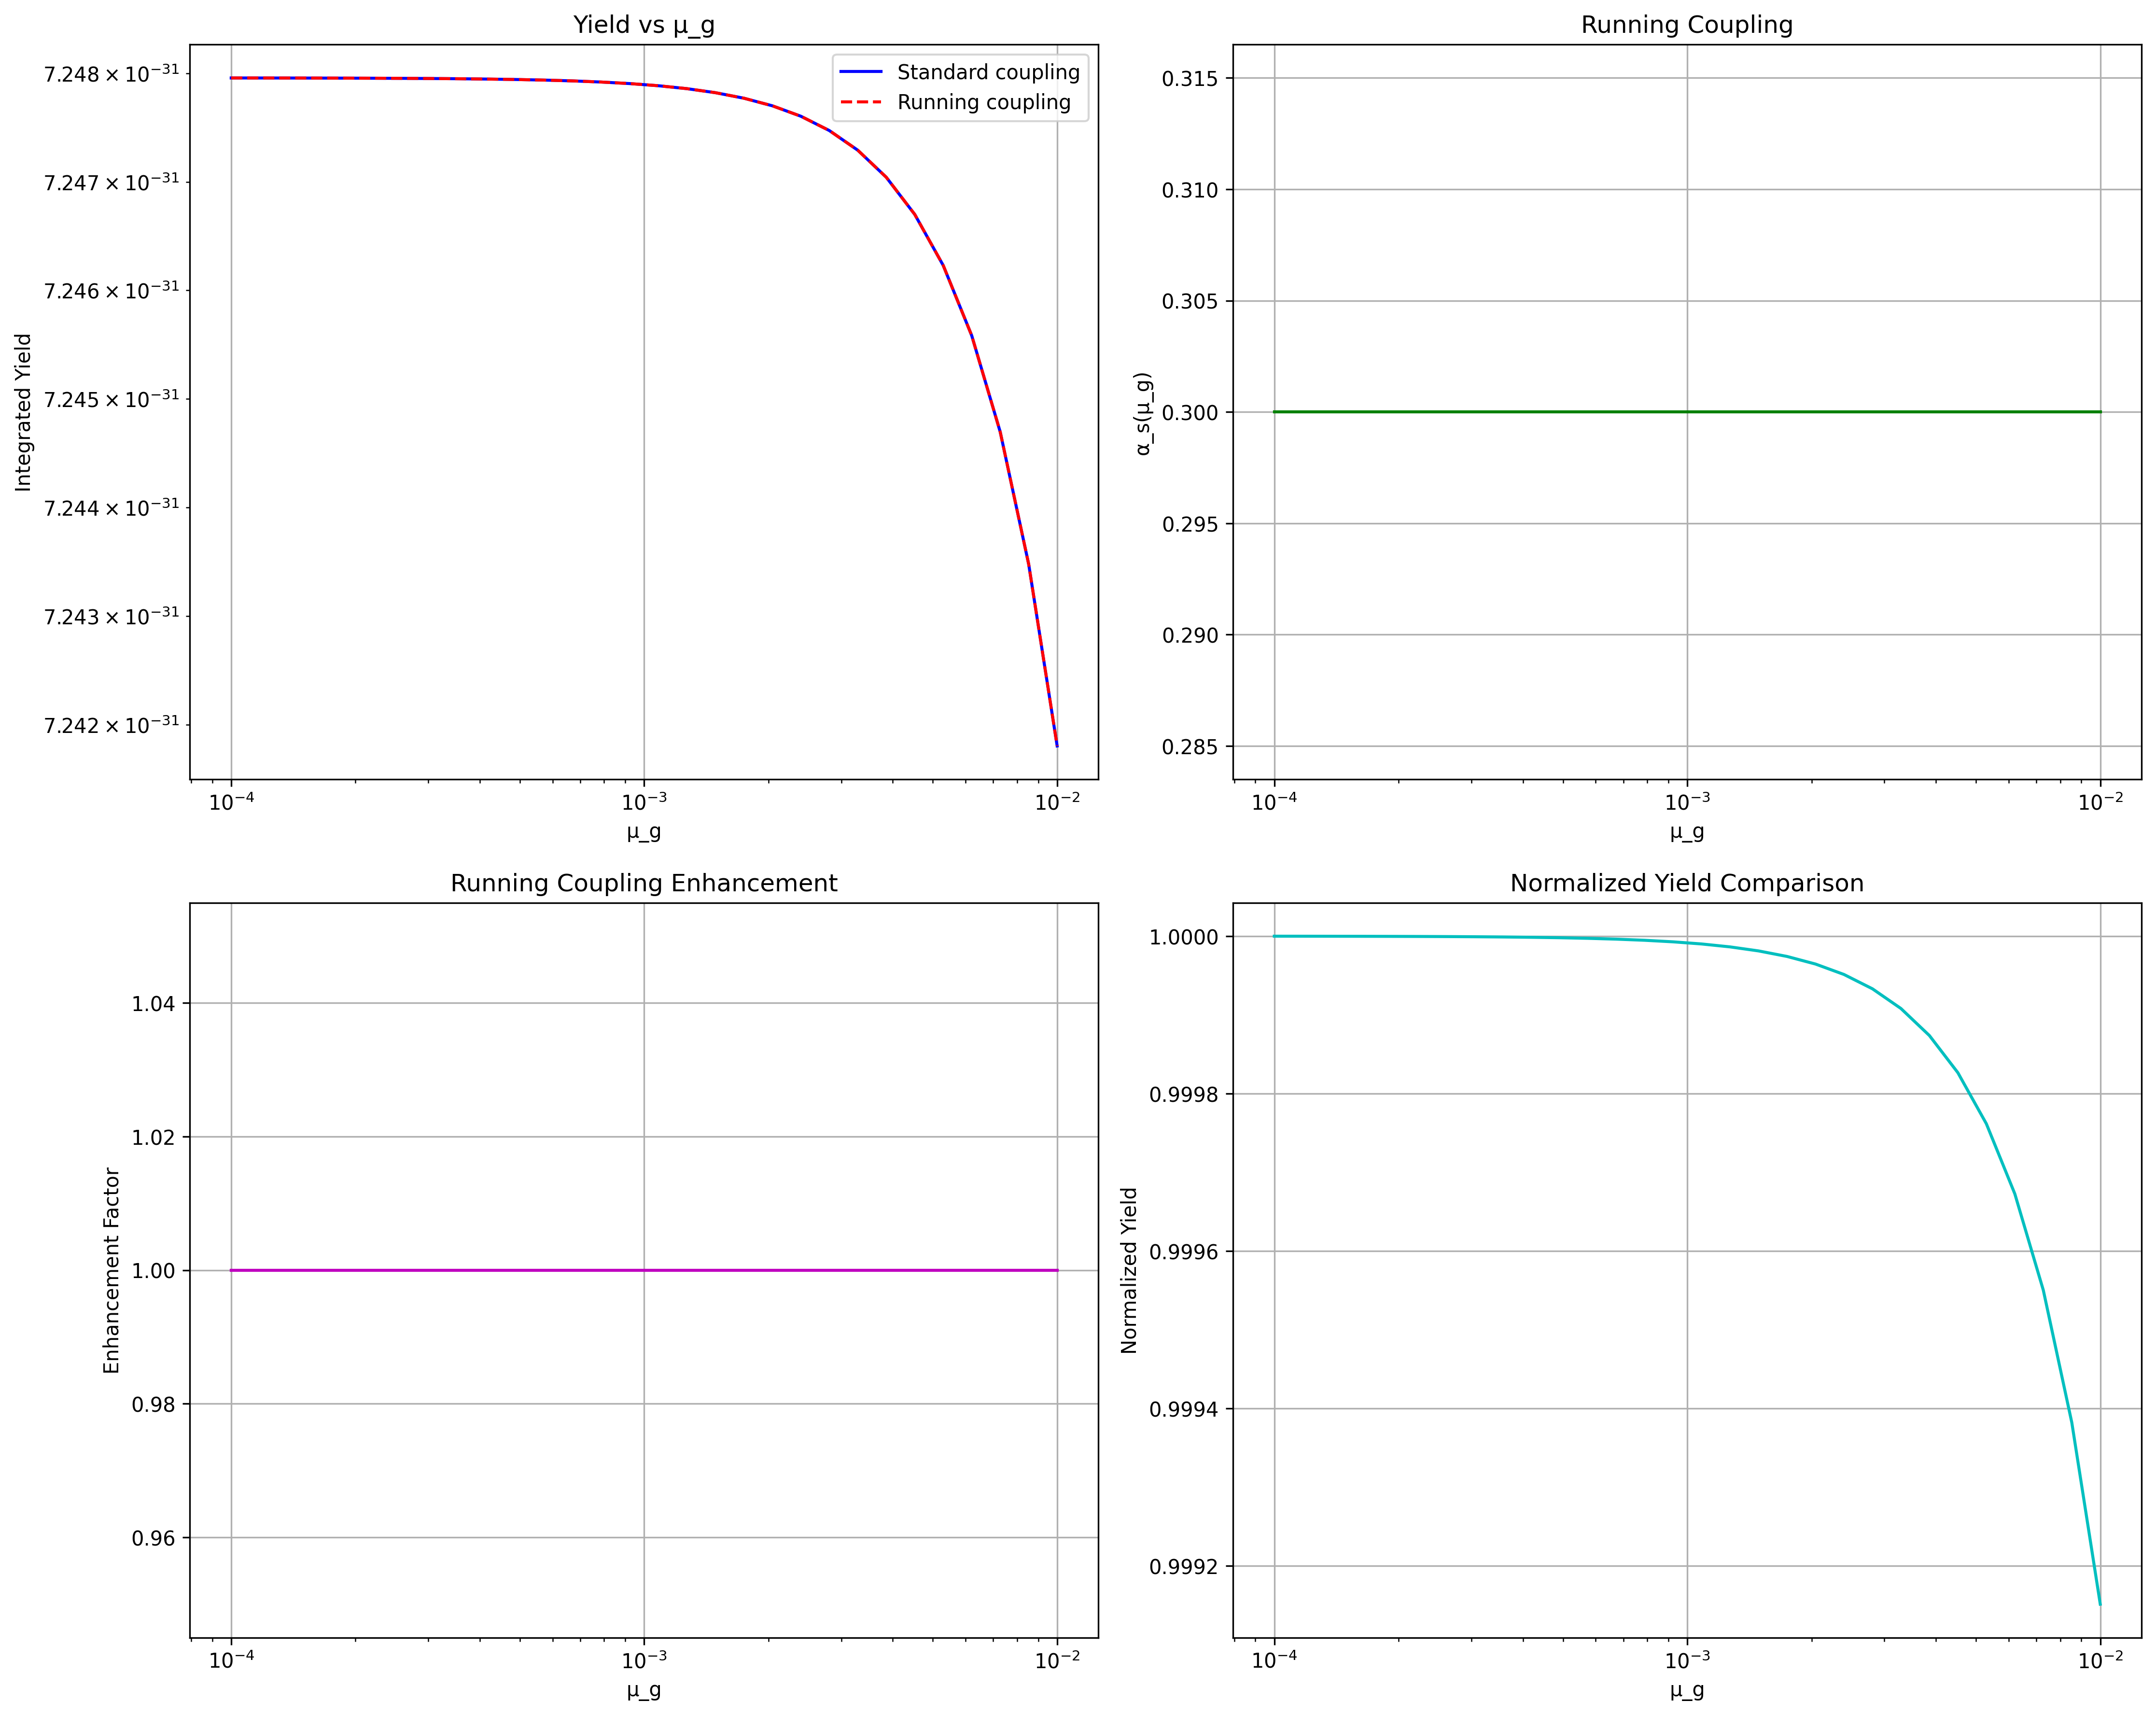 Yield vs μ_g
7.248 × 10⁻³¹
7.247 × 10⁻³¹
7.246 × 10⁻³¹
7.245 × 10⁻³¹
7.244 × 10⁻³¹
7.243 × 10⁻³¹
7.242 × 10⁻³¹
Integrated Yield
Standard coupling
Running coupling
10⁻⁴
10⁻³
10⁻²
μ_g
Running Coupling
0.315
0.310
0.305
0.300
0.295
0.290
0.285
α_s(μ_g)
10⁻⁴
10⁻³
10⁻²
μ_g
Running Coupling Enhancement
1.04
1.02
1.00
0.98
0.96
Enhancement Factor
10⁻⁴
10⁻³
10⁻²
μ_g
Normalized Yield Comparison
1.0000
0.9998
0.9996
0.9994
0.9992
Normalized Yield
10⁻⁴
10⁻³
10⁻²
μ_g